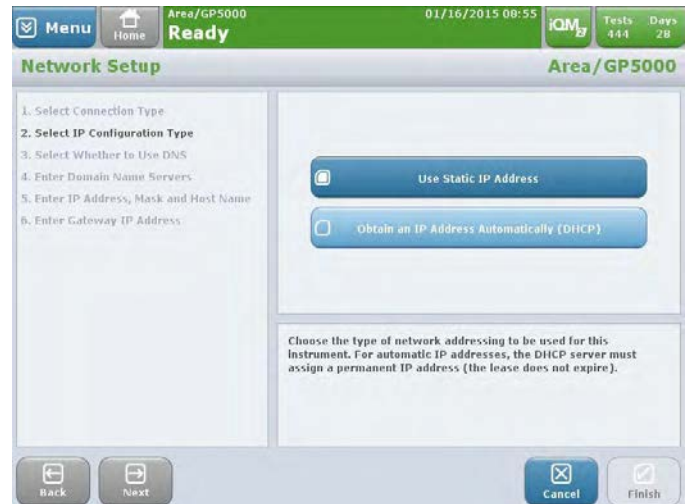 Menu
Home
Area/GP5000
Ready
01/16/2015 08:55
iQM2
Tests Days
444 28
Network Setup
Area/GP5000
1. Select Connection Type
2. Select IP Configuration Type
3. Select Whether to Use DNS
4. Enter Domain Name Servers
5. Enter IP Address, Mask and Host Name
6. Enter Gateway IP Address
Use Static IP Address
Obtain an IP Address Automatically (DHCP)
Choose the type of network addressing to be used for this
instrument. For automatic IP addresses, the DHCP server must
assign a permanent IP address (the lease does not expire).
Back
Next
Cancel
Finish